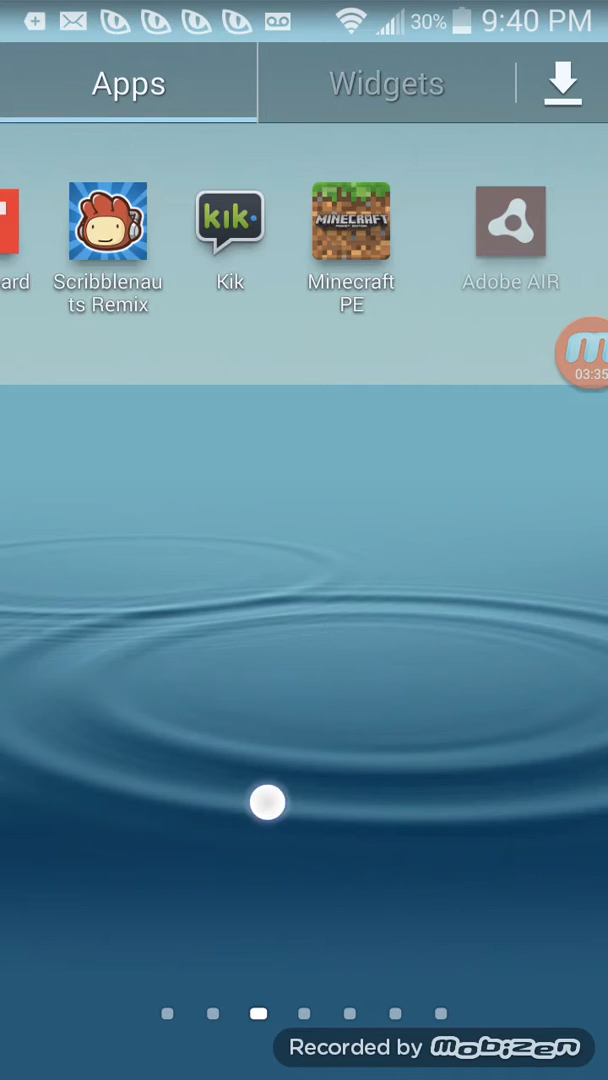 30% 9:40 PM
Apps Widgets
ard
Scribblenau
ts Remix
kik
Kik
MINECRAFT
Minecraft
PE
Adobe AIR
m
03:35
Recorded by mobizen